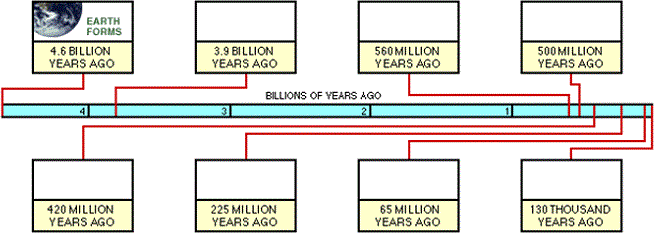 EARTH
FORMS
4.6 BILLION
YEARS AGO
3.9 BILLION
YEARS AGO
560 MILLION
YEARS AGO
500 MILLION
YEARS AGO
BILLIONS OF YEARS AGO
4 3 2 1
420 MILLION
YEARS AGO
225 MILLION
YEARS AGO
65 MILLION
YEARS AGO
130 THOUSAND
YEARS AGO